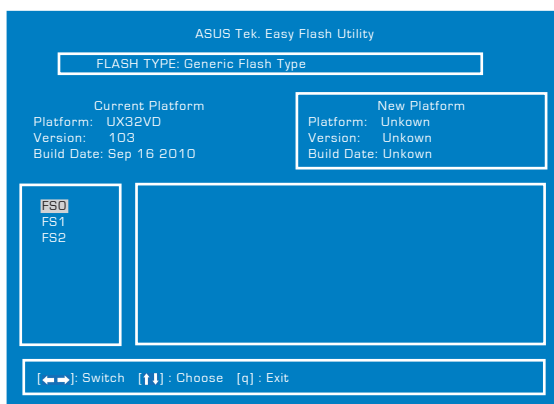 ASUS Tek. Easy Flash Utility
FLASH TYPE: Generic Flash Type
Current Platform
Platform: UX32VD
Version: 103
Build Date: Sep 16 2010
New Platform
Platform: Unkown
Version: Unkown
Build Date: Unkown
FS0
FS1
FS2
[←→]: Switch [↑↓] : Choose [q] : Exit